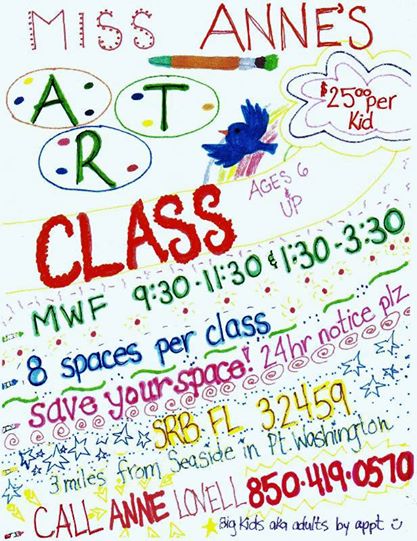 MISS ANNE'S
ART
$25.00 per
Kid
AGES 6
& UP
CLASS
MWF 9:30-11:30 & 1:30-3:30
8 spaces per class
save your space! 24hr notice plz
SRB FL 32459
3 miles from Seaside in Pt. Washington
CALL ANNE LOVELL 850.419.0570
Big Kids aka adults by appt